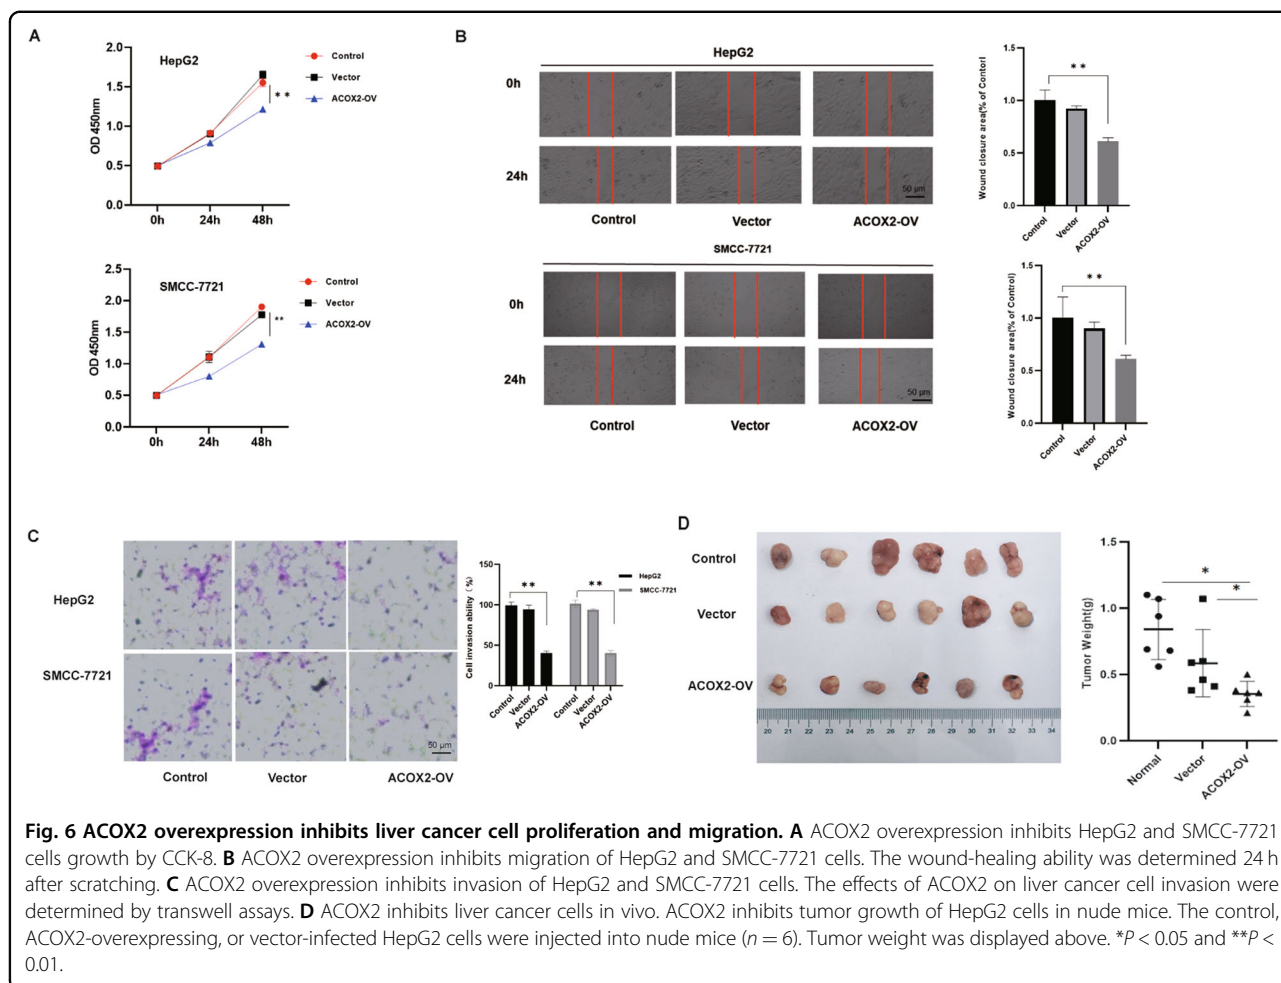 A
HepG2
OD 450nm
2.0
1.5
1.0
0.5
0.0
0h 24h 48h
Control
Vector
ACOX2-OV
* *
SMCC-7721
OD 450nm
2.5
2.0
1.5
1.0
0.5
0.0
0h 24h 48h
Control
Vector
ACOX2-OV
**
B
HepG2
0h
24h
50 μm
Control Vector ACOX2-OV
SMCC-7721
0h
24h
50 μm
Control Vector ACOX2-OV
Wound closure area(% of Contorl
1.5
1.0
0.5
0.0
* *
Control Vector ACOX2-OV
Wound closure area(% of Control)
1.5
1.0
0.5
0.0
* *
Control Vector ACOX2-OV
C
HepG2
SMCC-7721
50 μm
Control Vector ACOX2-OV
Cell invasion ability (%)
150
100
50
0
** **
HepG2
SMCC-7721
Control Vector ACOX2-OV Control Vector ACOX2-OV
D
Control
Vector
ACOX2-OV
20 21 22 23 24 25 26 27 28 29 30 31 32 33 34
Tumor Weight(g)
1.5
1.0
0.5
0.0
*
*
Normal Vector ACOX2-OV
Fig. 6 ACOX2 overexpression inhibits liver cancer cell proliferation and migration. A ACOX2 overexpression inhibits HepG2 and SMCC-7721
cells growth by CCK-8. B ACOX2 overexpression inhibits migration of HepG2 and SMCC-7721 cells. The wound-healing ability was determined 24 h
after scratching. C ACOX2 overexpression inhibits invasion of HepG2 and SMCC-7721 cells. The effects of ACOX2 on liver cancer cell invasion were
determined by transwell assays. D ACOX2 inhibits liver cancer cells in vivo. ACOX2 inhibits tumor growth of HepG2 cells in nude mice. The control,
ACOX2-overexpressing, or vector-infected HepG2 cells were injected into nude mice (n = 6). Tumor weight was displayed above. *P < 0.05 and **P <
0.01.